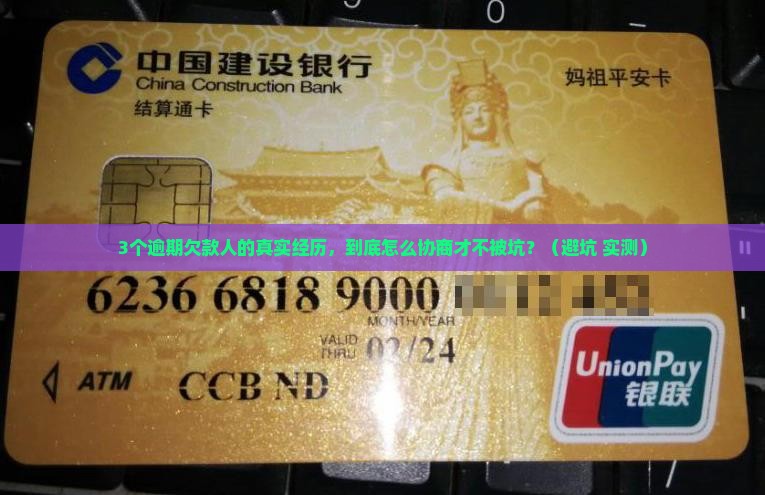 0
中国建设银行
China Construction Bank
妈祖平安卡
结算通卡
3个逾期欠款人的真实经历，到底怎么协商才不被坑？（避坑 实测）
6236 6818 9000
MONTH/YEAR
VALID THRU 02/24
ATM CCB ND
UnionPay
银联